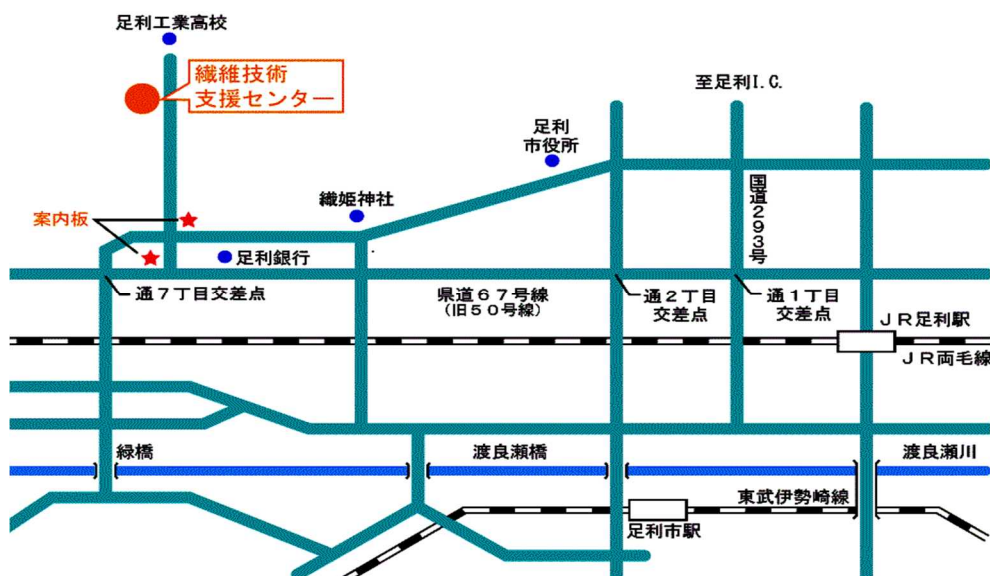 足利工業高校
繊維技術
支援センター
至足利I.C.
足利
市役所
織姫神社
国道293号
案内板
足利銀行
通7丁目交差点
県道67号線
(旧50号線)
通2丁目
交差点
通1丁目
交差点
JR足利駅
JR両毛線
緑橋
渡良瀬橋
渡良瀬川
東武伊勢崎線
足利市駅